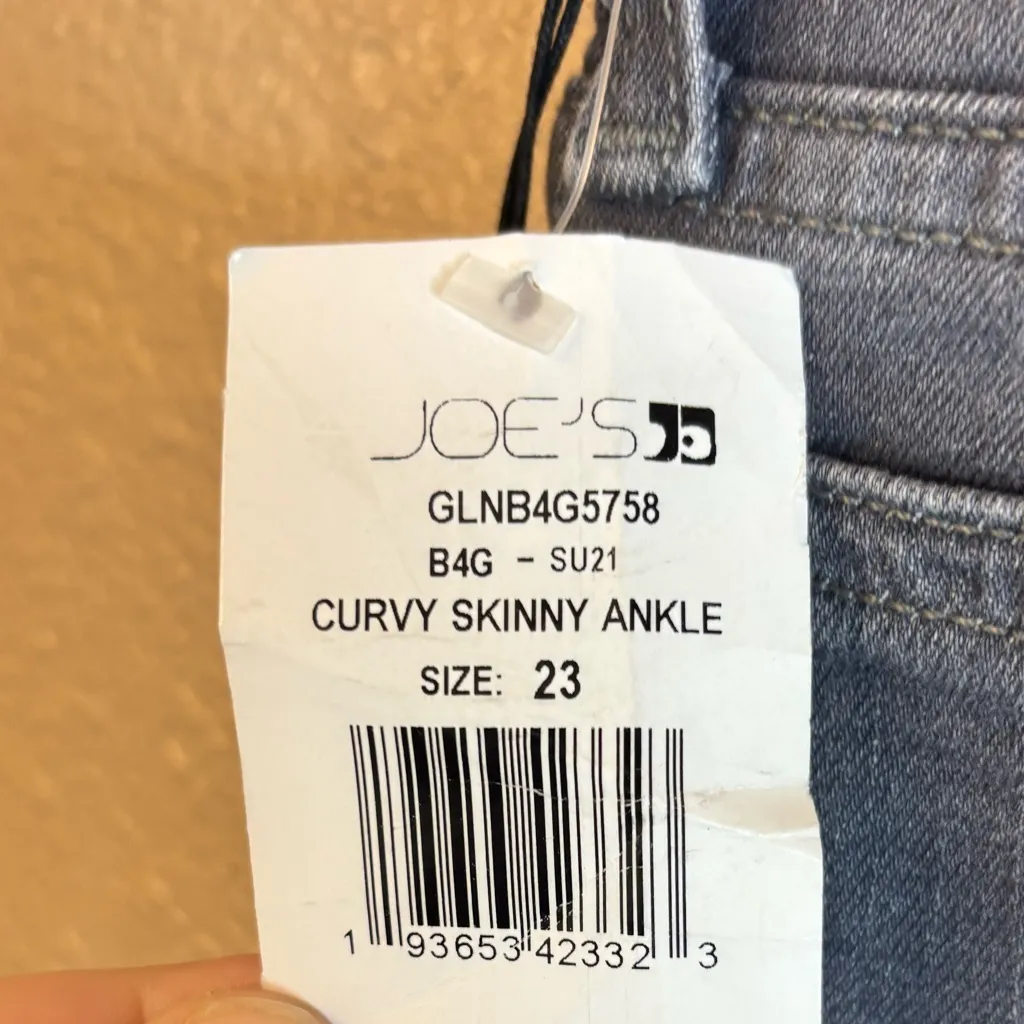 JOE'S
GLNB4G5758
B4G - SU21
CURVY SKINNY ANKLE
SIZE: 23
1 93653 42332 3